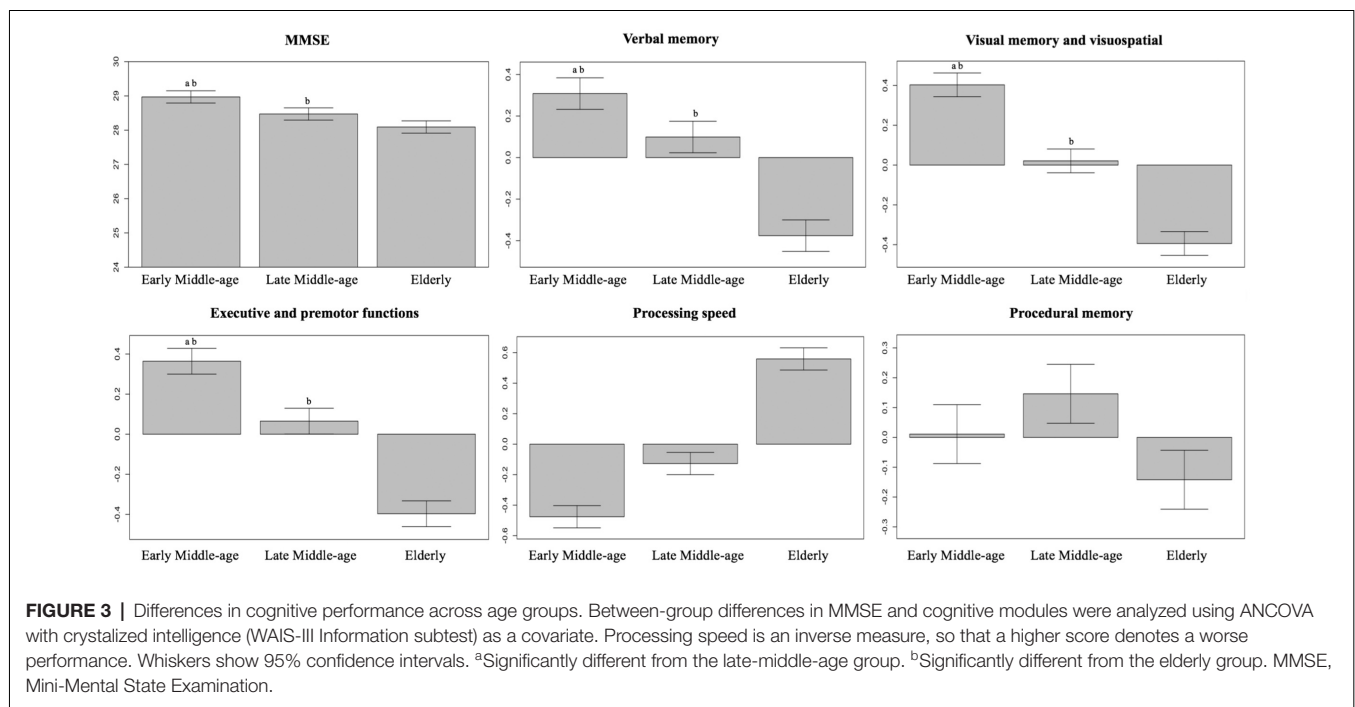 MMSE
30
29
28
27
26
25
24
a b
b
Early Middle-age Late Middle-age Elderly
Verbal memory
0.4
0.2
0.0
-0.2
-0.4
a b
b
Early Middle-age Late Middle-age Elderly
Visual memory and visuospatial
0.4
0.2
0.0
-0.2
-0.4
a b
b
Early Middle-age Late Middle-age Elderly
Executive and premotor functions
0.4
0.2
0.0
-0.2
-0.4
a b
b
Early Middle-age Late Middle-age Elderly
Processing speed
0.6
0.4
0.2
0.0
-0.2
-0.4
-0.6
Early Middle-age Late Middle-age Elderly
Procedural memory
0.3
0.2
0.1
0.0
-0.1
-0.2
-0.3
Early Middle-age Late Middle-age Elderly
FIGURE 3 | Differences in cognitive performance across age groups. Between-group differences in MMSE and cognitive modules were analyzed using ANCOVA
with crystalized intelligence (WAIS-III Information subtest) as a covariate. Processing speed is an inverse measure, so that a higher score denotes a worse
performance. Whiskers show 95% confidence intervals. aSignificantly different from the late-middle-age group. bSignificantly different from the elderly group. MMSE,
Mini-Mental State Examination.